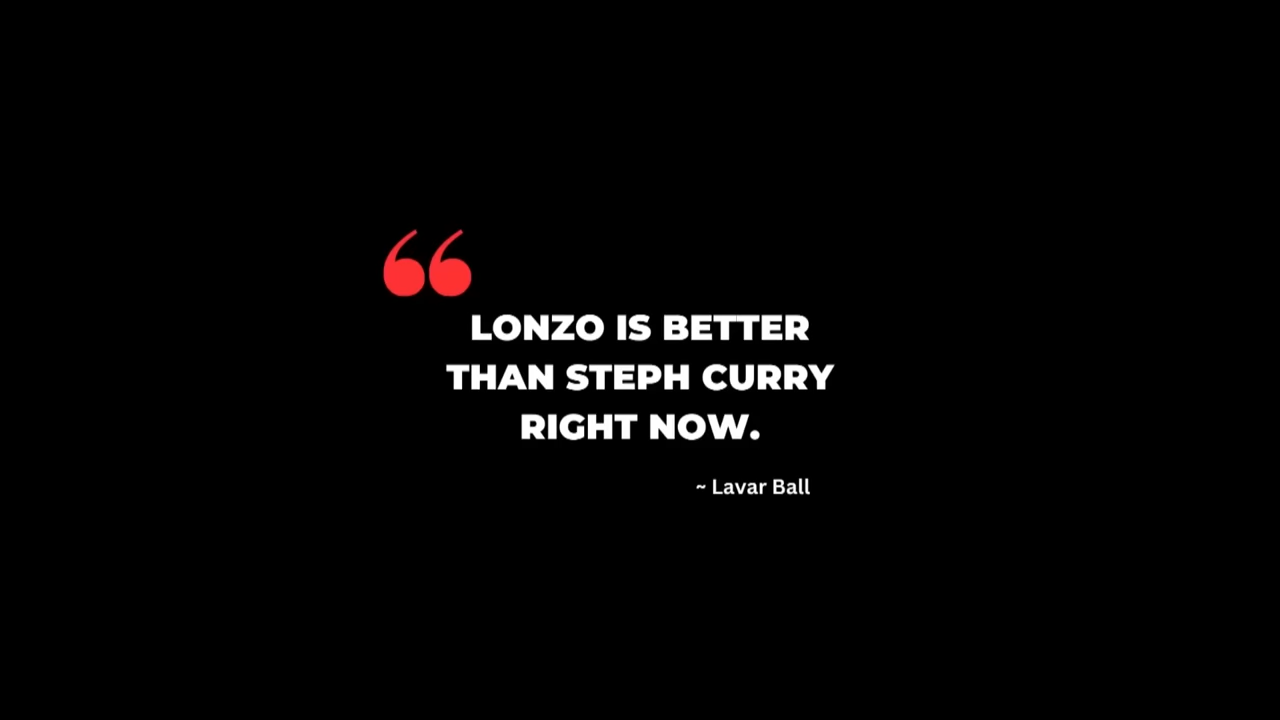 “
LONZO IS BETTER
THAN STEPH CURRY
RIGHT NOW.
~ Lavar Ball